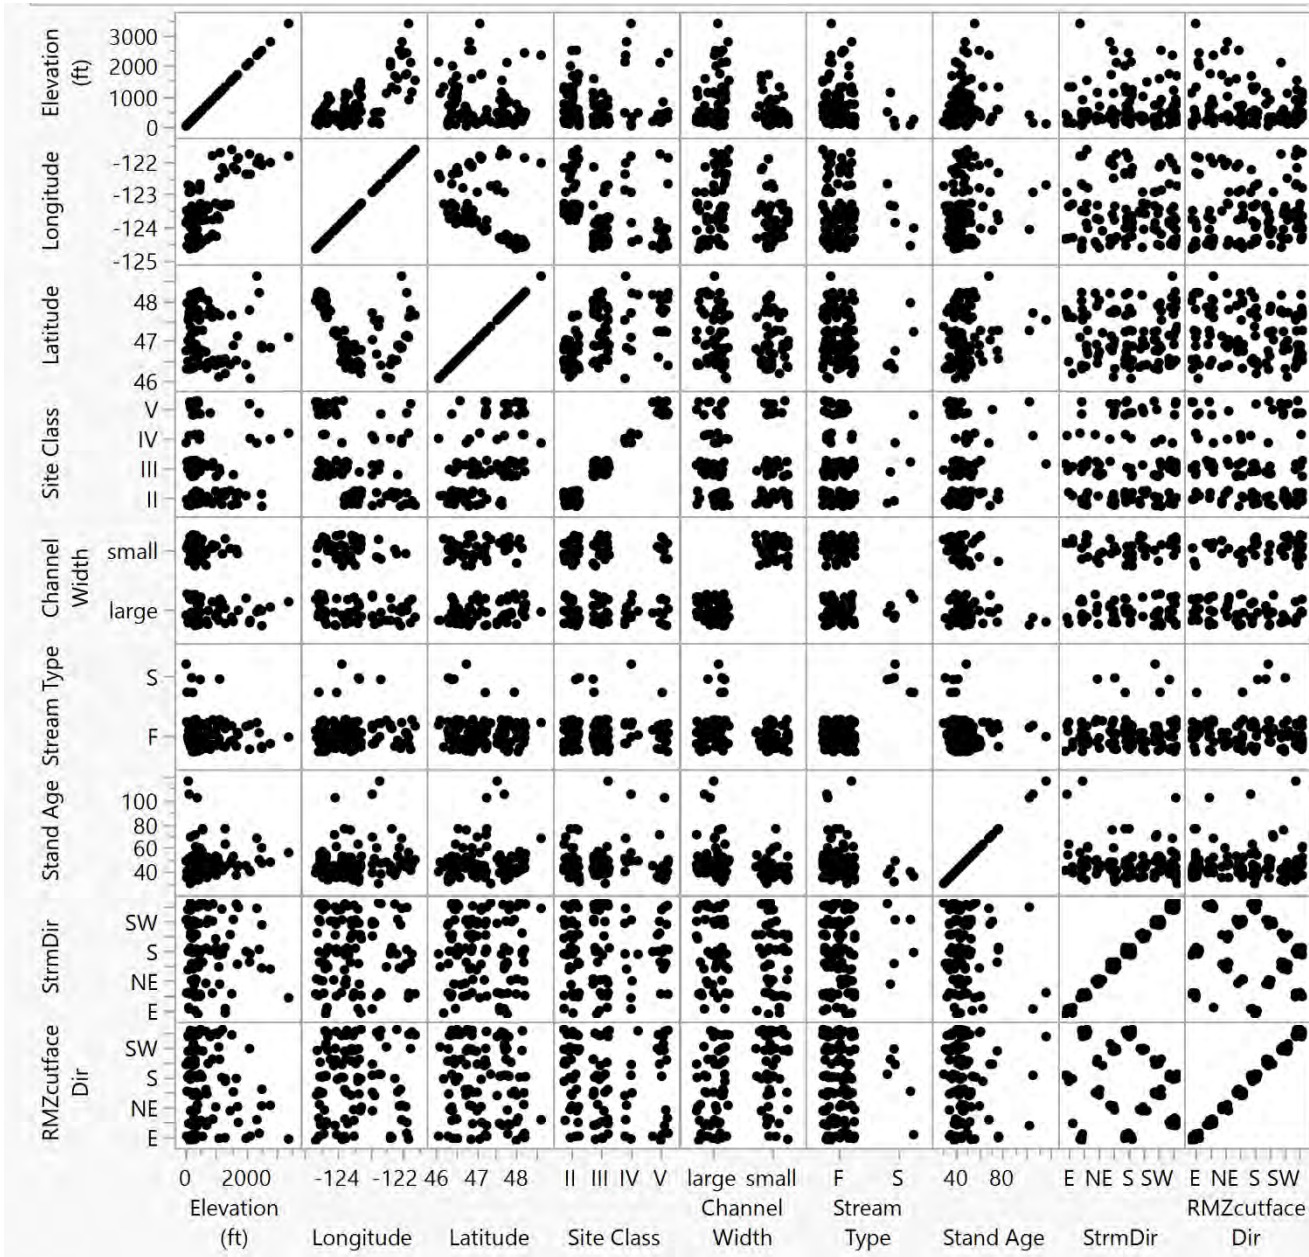 Elevation
(ft)
3000
2000
1000
0
Longitude
-122
-123
-124
-125
Latitude
48
47
46
Site Class
V
IV
III
II
Channel
Width
small
large
Stream Type
S
F
Stand Age
100
80
60
40
StrmDir
SW
S
NE
E
RMZcutface
Dir
SW
S
NE
E
0 2000 -124 -122 46 47 48 II III IV V large small F S 40 80 E NE S SW E NE S SW
Elevation
(ft)
Longitude
Latitude
Site Class
Channel
Width
Stream
Type
Stand Age
StrmDir
RMZcutface
Dir